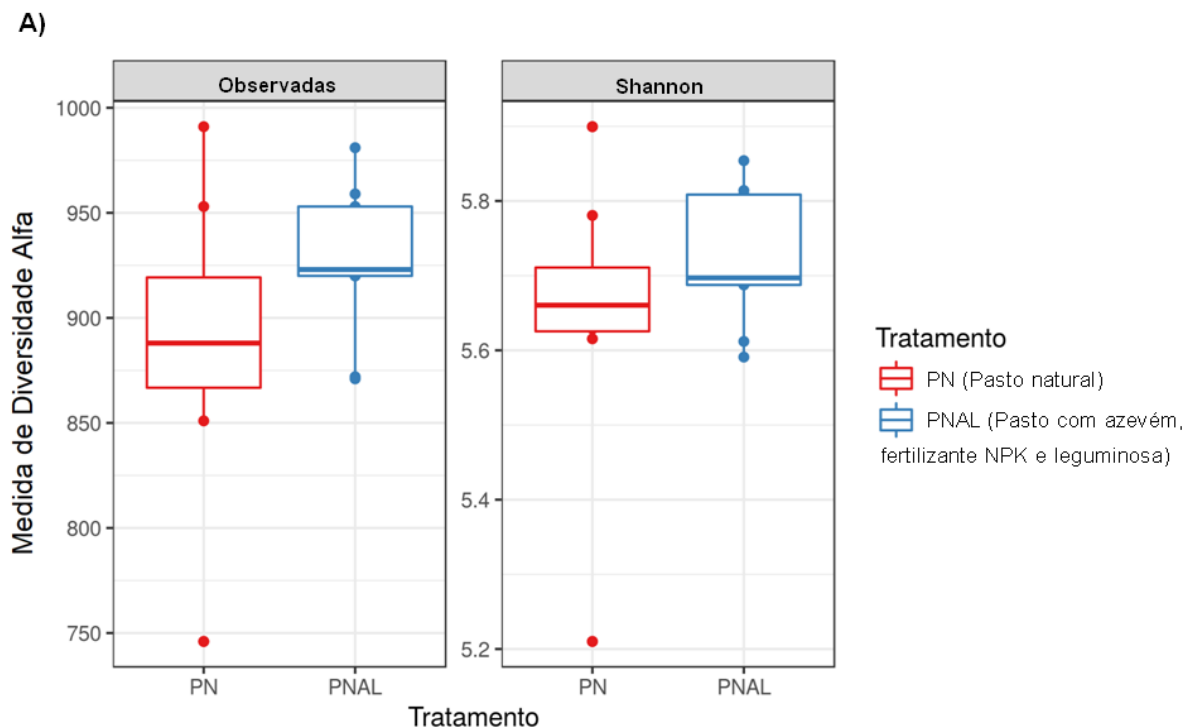 A)
Observadas
Shannon
Medida de Diversidade Alfa
1000
950
900
850
800
750
5.8
5.6
5.4
5.2
PN
PNAL
PN
PNAL
Tratamento
Tratamento
PN (Pasto natural)
PNAL (Pasto com azevém,
fertilizante NPK e leguminosa)